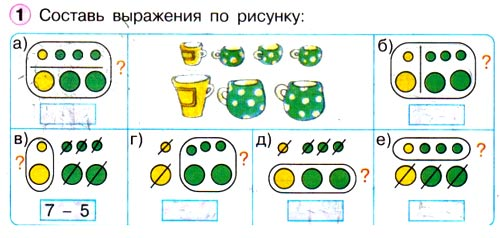 1 Составь выражения по рисунку:
а) ?
б) ?
в) ?
7 – 5
г) ?
д) ?
е) ?